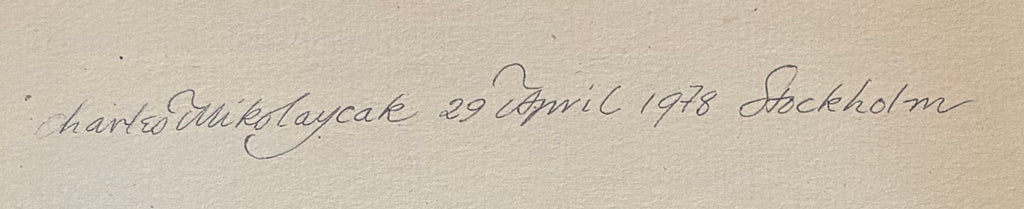 Charles Mikolaycak 29 April 1978 Stockholm